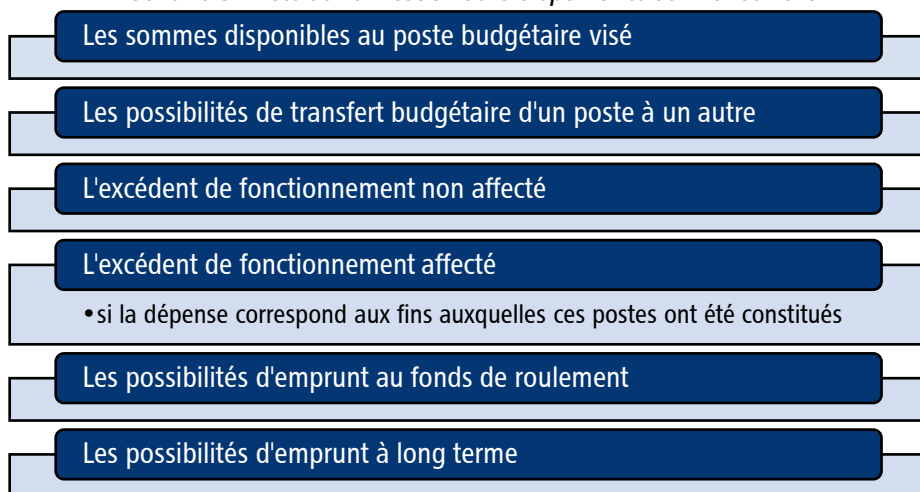 Les sommes disponibles au poste budgétaire visé
Les possibilités de transfert budgétaire d'un poste à un autre
L'excédent de fonctionnement non affecté
L'excédent de fonctionnement affecté
•si la dépense correspond aux fins auxquelles ces postes ont été constitués
Les possibilités d'emprunt au fonds de roulement
Les possibilités d'emprunt à long terme